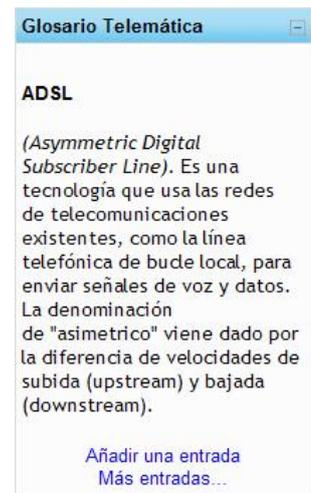 Glosario Telemática
ADSL
(Asymmetric Digital
Subscriber Line). Es una
tecnología que usa las redes
de telecomunicaciones
existentes, como la línea
telefónica de bucle local, para
enviar señales de voz y datos.
La denominación
de "asimetrico" viene dado por
la diferencia de velocidades de
subida (upstream) y bajada
(downstream).
Añadir una entrada
Más entradas...